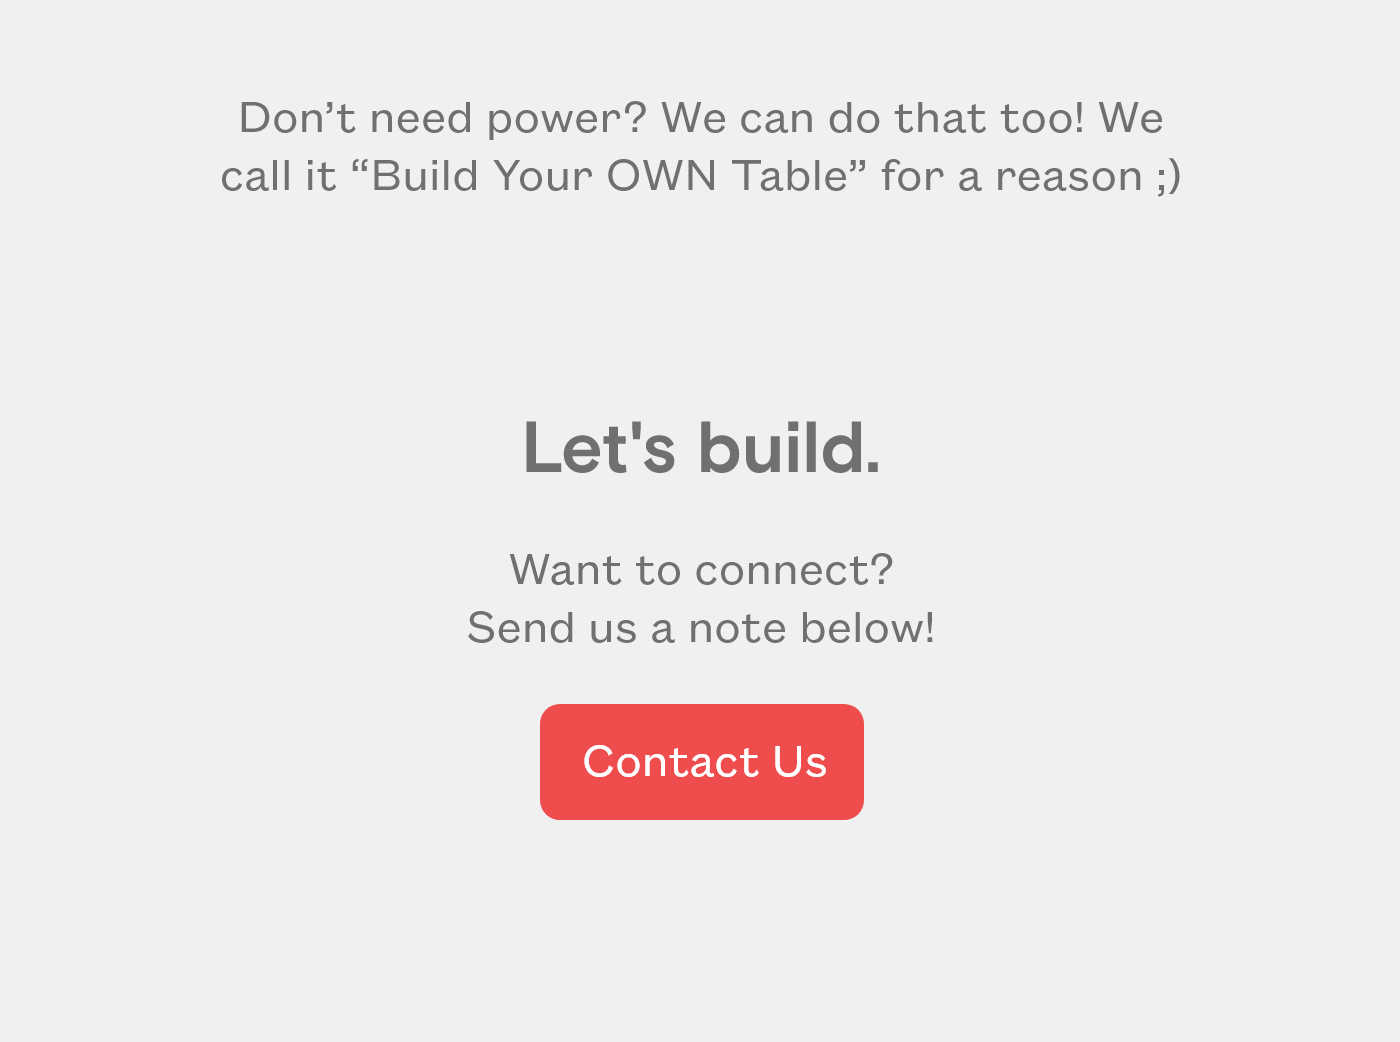 Don’t need power? We can do that too! We
call it “Build Your OWN Table” for a reason ;)
Let's build.
Want to connect?
Send us a note below!
Contact Us